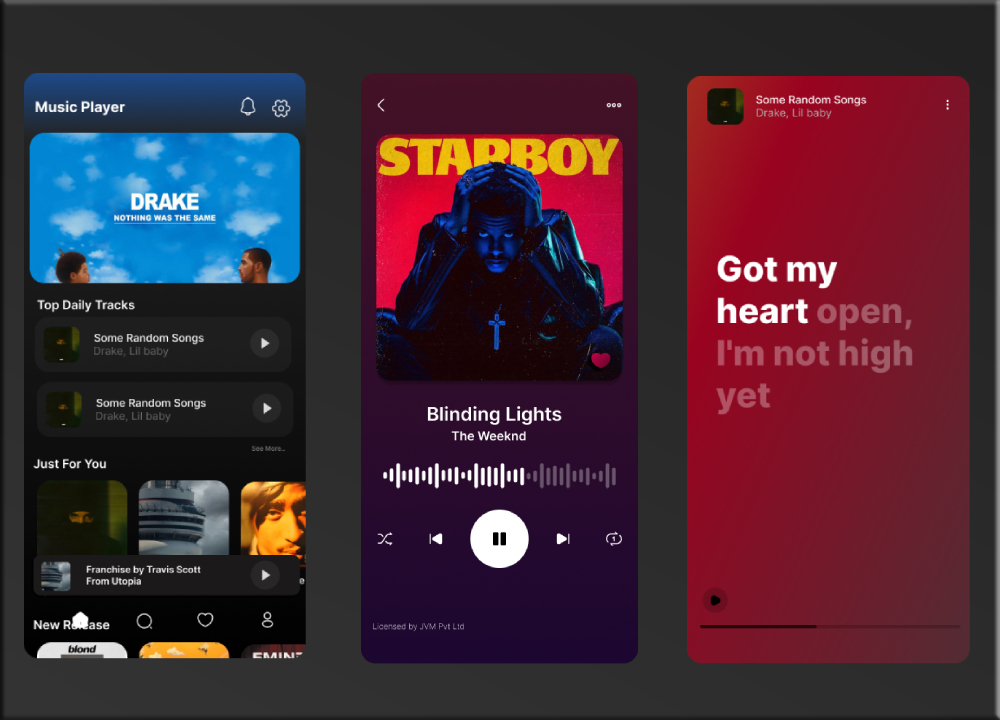 Music Player
DRAKE
NOTHING WAS THE SAME
Top Daily Tracks
Some Random Songs
Drake, Lil baby
Some Random Songs
Drake, Lil baby
See More..
Just For You
Franchise by Travis Scott
From Utopia
e
New Release
blond
STARBOY
Blinding Lights
The Weeknd
1
Licensed by JVM Pvt Ltd
Some Random Songs
Drake, Lil baby
Got my
heart open,
I'm not high
yet